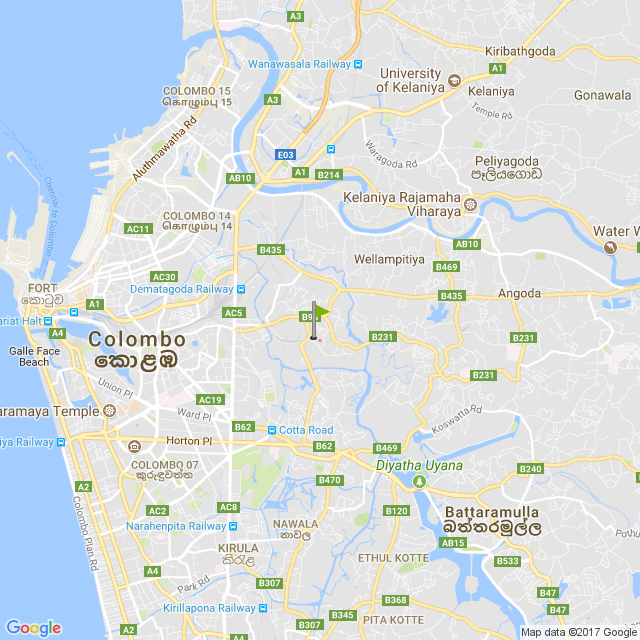 A3
Kiribathgoda
Wanawasala Railway
A1
COLOMBO 15
கொழும்பு 15
University
of Kelaniya
Kelaniya
Gonawala
A3
Temple Rd
Aluthmawatha Rd
E03
Waragoda Rd
Peliyagoda
පෑලියගොඩ
A1
B214
AB10
Chennai to Colombo
Kelaniya Rajamaha
Viharaya
COLOMBO 14
கொழும்பு 14
AC11
Water W
AB10
B435
Wellampitiya
B469
AC30
FORT
කොටුව
Dematagoda Railway
B435
Angoda
A1
AC5
ariat Halt
A4
B231
Colombo
කොළඹ
Galle Face
Beach
B231
Union Pl
AC19
aramaya Temple
Ward Pl
Koswatta Rd
B62
Cotta Road
iya Railway
Horton Pl
B62
B469
Diyatha Uyana
COLOMBO 07
කුරුඳුවත්ත
B240
B470
A2
Colombo Plan Rd
AC2
AC8
B120
Battaramulla
බත්තරමුල්ල
Narahenpita Railway
NAWALA
නාවල
AB15
KIRULA
කිරුළ
ETHUL KOTTE
B533
A4
Park Rd
B307
B47
B368
Kirillapona Railway
B345
PITA KOTTE
B47
A2
B307
Google
Map data ©2017 Google